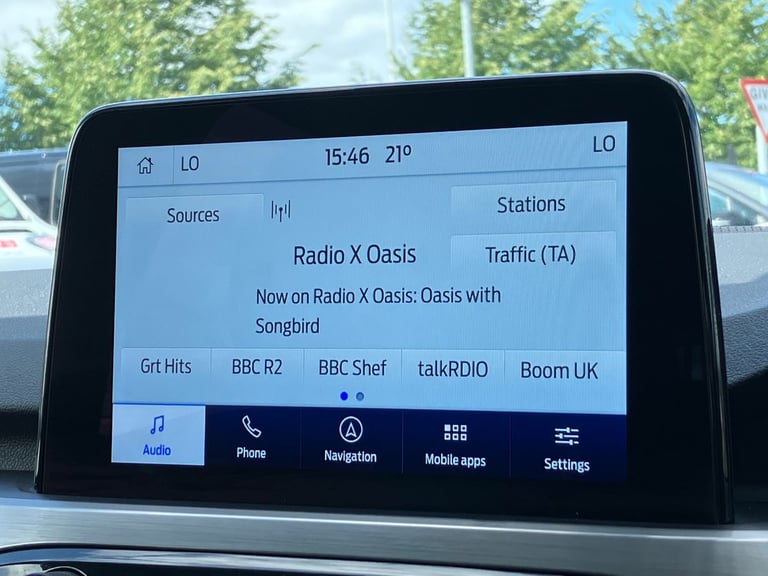 LO 15:46 21° LO
Sources Stations
Radio X Oasis Traffic (TA)
Now on Radio X Oasis: Oasis with
Songbird
Grt Hits BBC R2 BBC Shef talkRDIO Boom UK
Audio Phone Navigation Mobile apps Settings